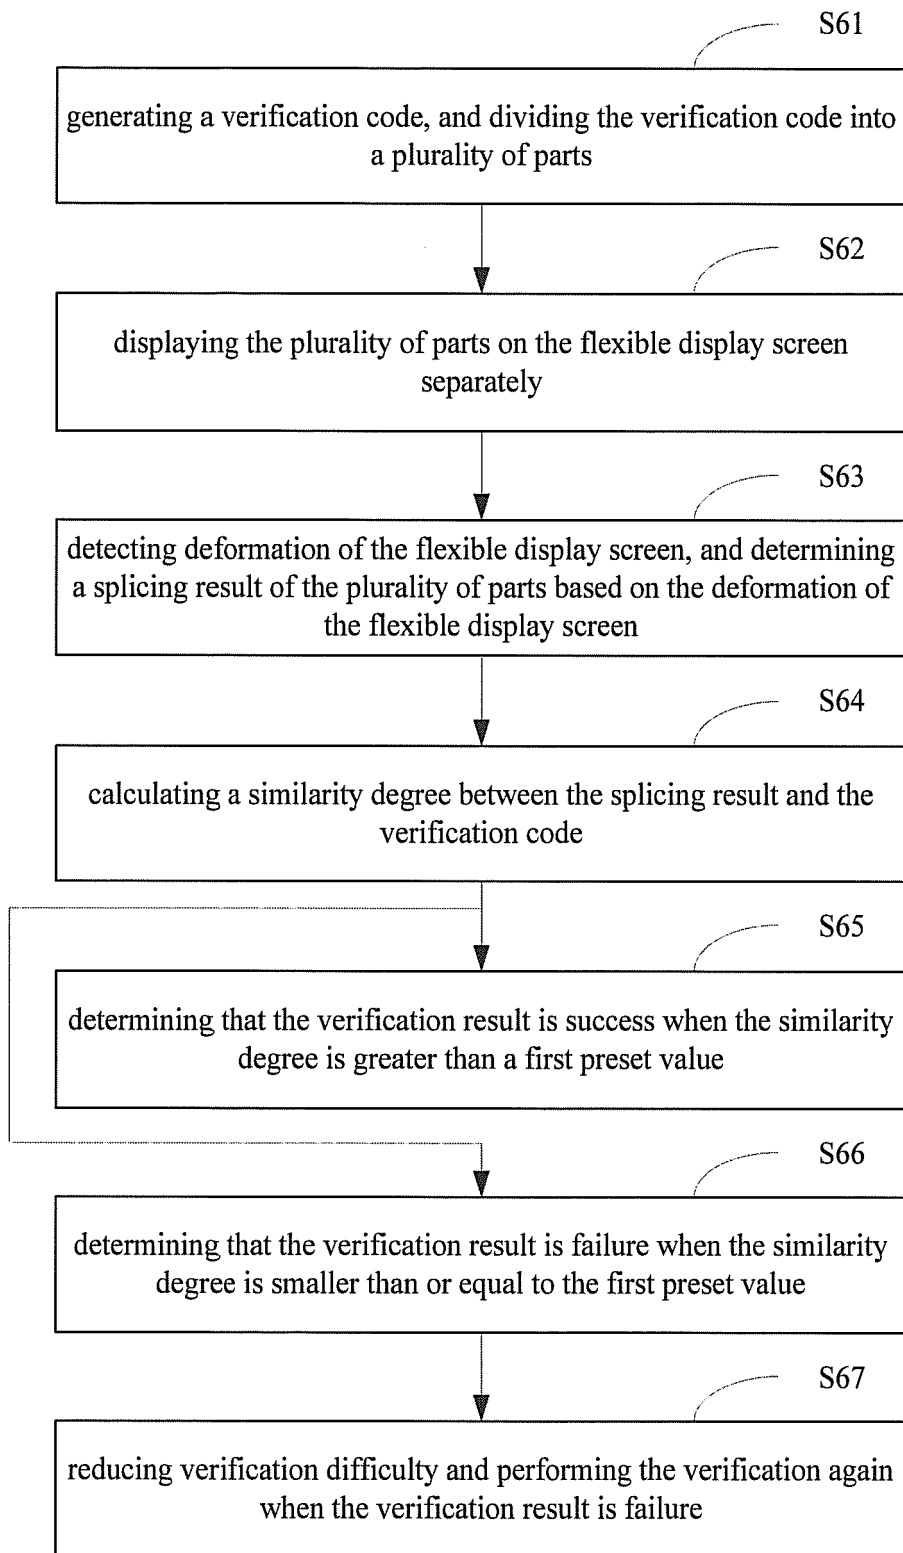 S61
generating a verification code, and dividing the verification code into
a plurality of parts
S62
displaying the plurality of parts on the flexible display screen
separately
S63
detecting deformation of the flexible display screen, and determining
a splicing result of the plurality of parts based on the deformation of
the flexible display screen
S64
calculating a similarity degree between the splicing result and the
verification code
S65
determining that the verification result is success when the similarity
degree is greater than a first preset value
S66
determining that the verification result is failure when the similarity
degree is smaller than or equal to the first preset value
S67
reducing verification difficulty and performing the verification again
when the verification result is failure